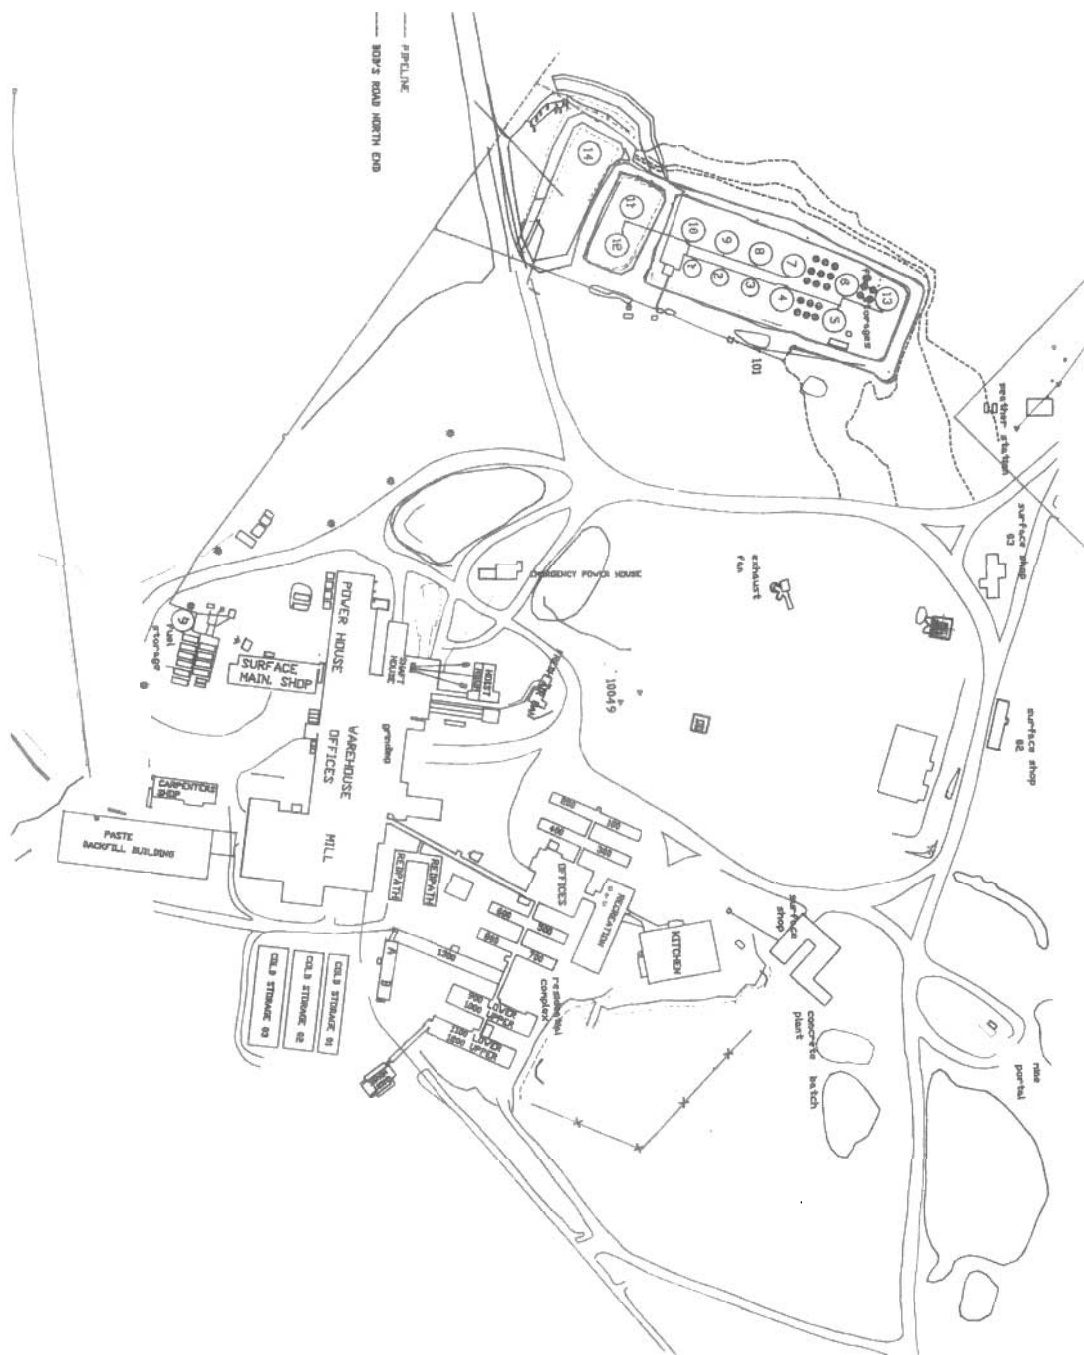 ---- PIPELINE
---- BOB'S ROAD NORTH END
14
11
12
10
9
8
7
6
13
1
2
3
4
5
101
weather station
surface shop
03
exhaust
fan
EMERGENCY POWER HOUSE
POWER HOUSE
SHAFT
HOUSE
HOIST
ROOM
fuel
storage
SURFACE
MAIN. SHOP
10049
surface shop
02
WAREHOUSE
OFFICES
CARPENTERS
SHOP
PASTE
BACKFILL BUILDING
MILL
REDPATH
REDPATH
200
100
400
300
OFFICES
RECREATION
600
500
800
700
KITCHEN
surface
shop
A
B
1300
900 LOWER
1000 UPPER
1100 LOWER
1200 UPPER
residential
complex
COLD STORAGE 01
COLD STORAGE 02
COLD STORAGE 03
concrete batch
plant
mine
portal